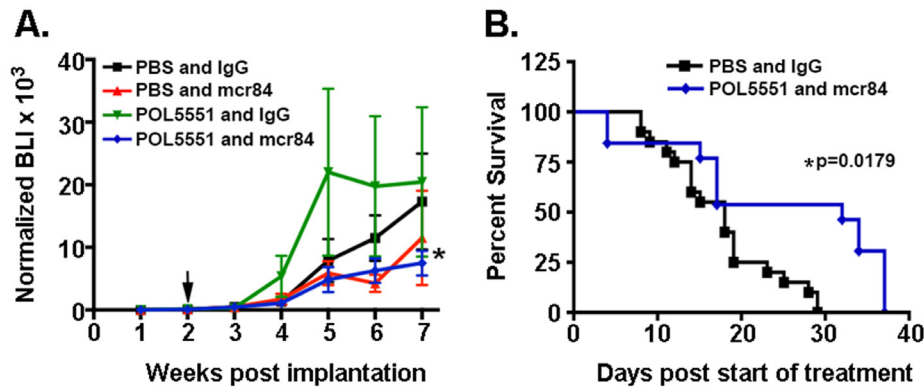 A.
Normalized BLI x 10³
40
30
20
10
0
PBS and IgG
PBS and mcr84
POL5551 and IgG
POL5551 and mcr84
*
0 1 2 3 4 5 6 7
Weeks post implantation
B.
Percent Survival
125
100
75
50
25
0
PBS and IgG
POL5551 and mcr84
*p=0.0179
0 10 20 30 40
Days post start of treatment